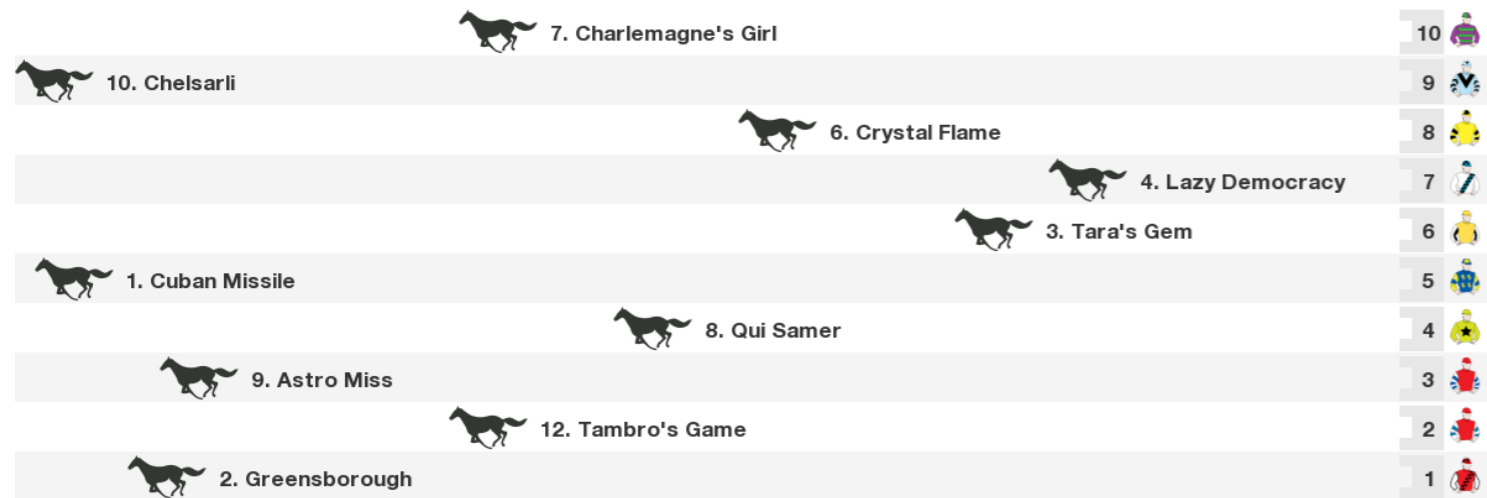 7. Charlemagne's Girl 10
10. Chelsarli 9
6. Crystal Flame 8
4. Lazy Democracy 7
3. Tara's Gem 6
1. Cuban Missile 5
8. Qui Samer 4
9. Astro Miss 3
12. Tambro's Game 2
2. Greensborough 1